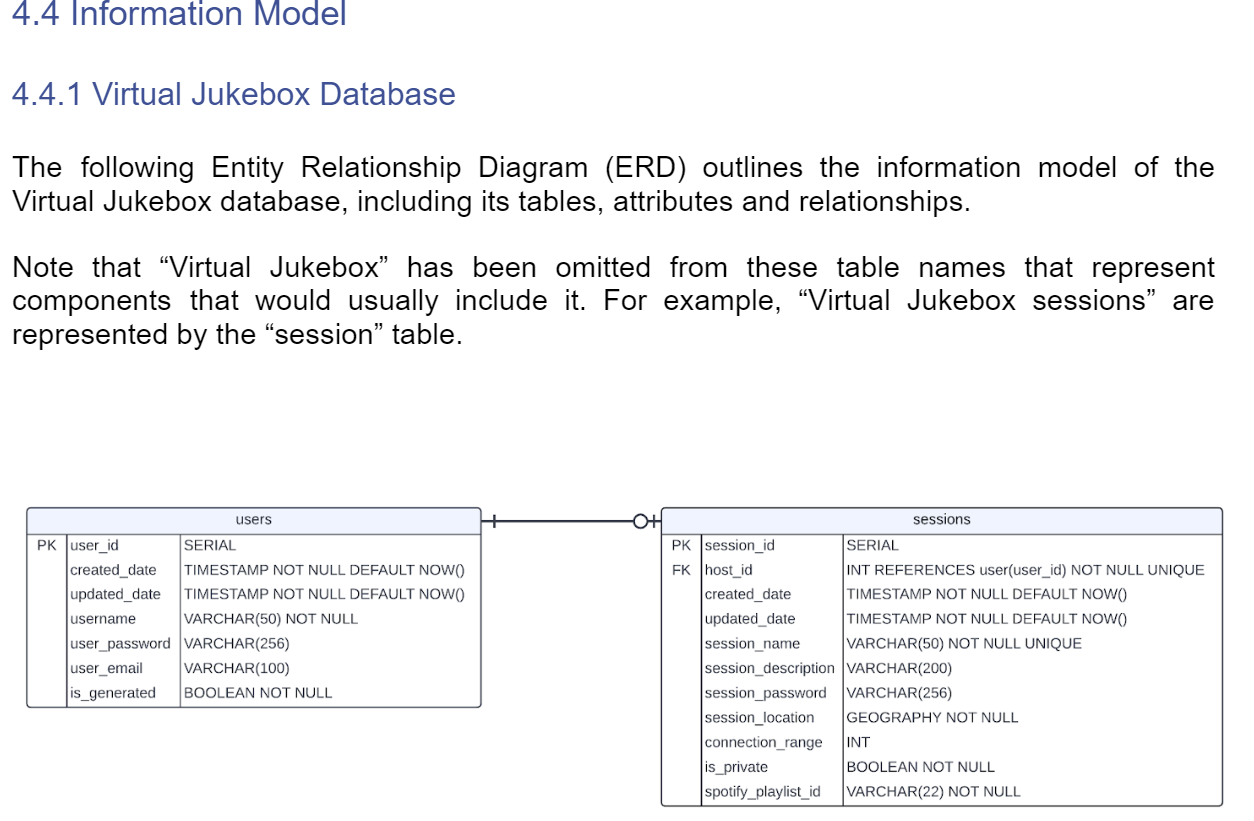 4.4 Information Model
4.4.1 Virtual Jukebox Database
The following Entity Relationship Diagram (ERD) outlines the information model of the
Virtual Jukebox database, including its tables, attributes and relationships.
Note that “Virtual Jukebox” has been omitted from these table names that represent
components that would usually include it. For example, “Virtual Jukebox sessions” are
represented by the “session” table.
users
PK user_id SERIAL
created_date TIMESTAMP NOT NULL DEFAULT NOW()
updated_date TIMESTAMP NOT NULL DEFAULT NOW()
username VARCHAR(50) NOT NULL
user_password VARCHAR(256)
user_email VARCHAR(100)
is_generated BOOLEAN NOT NULL
sessions
PK session_id SERIAL
FK host_id INT REFERENCES user(user_id) NOT NULL UNIQUE
created_date TIMESTAMP NOT NULL DEFAULT NOW()
updated_date TIMESTAMP NOT NULL DEFAULT NOW()
session_name VARCHAR(50) NOT NULL UNIQUE
session_description VARCHAR(200)
session_password VARCHAR(256)
session_location GEOGRAPHY NOT NULL
connection_range INT
is_private BOOLEAN NOT NULL
spotify_playlist_id VARCHAR(22) NOT NULL